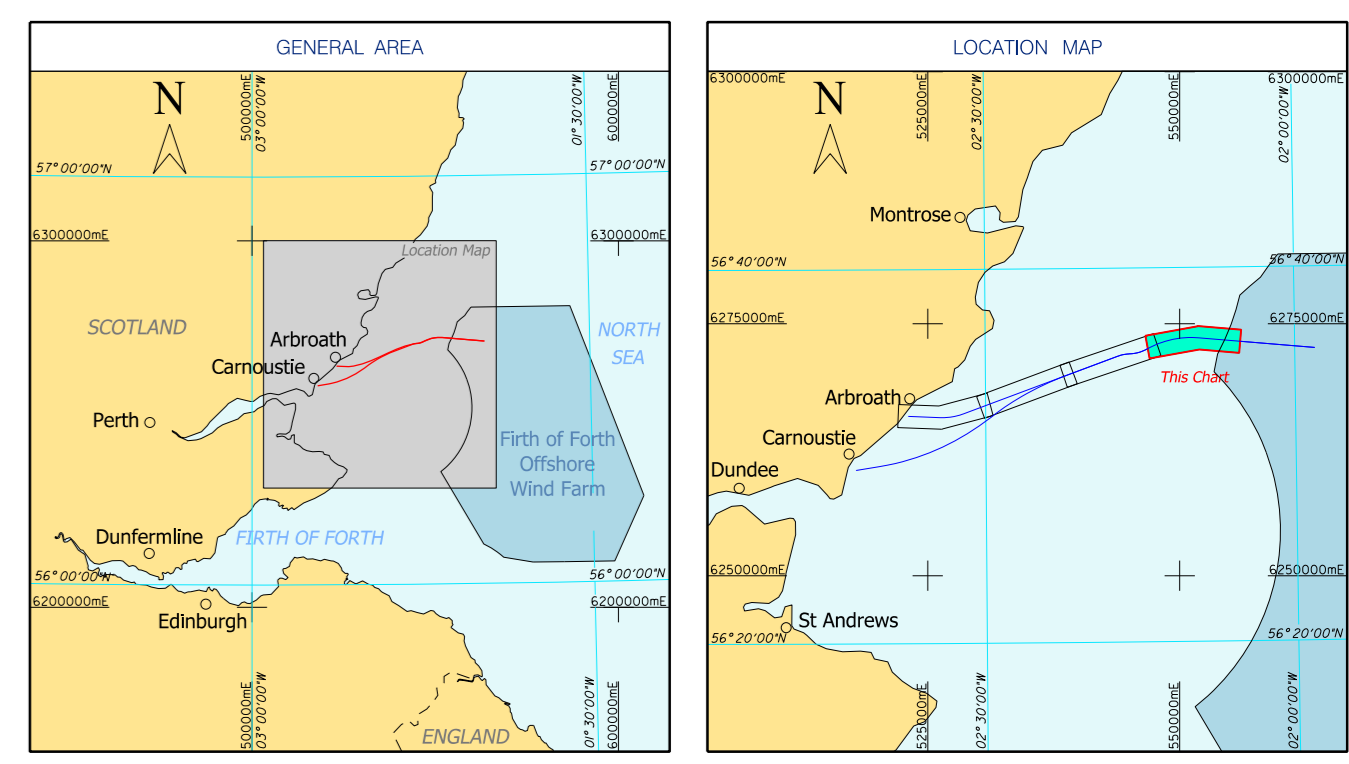 GENERAL AREA
N
500000mE
03° 00'00"W
01° 30'00"W
600000mE
57° 00'00"N
57° 00'00"N
6300000mE
6300000mE
Location Map
SCOTLAND
NORTH
SEA
Arbroath
Carnoustie
Perth
Firth of Forth
Offshore
Wind Farm
Dunfermline
FIRTH OF FORTH
56° 00'00"N
56° 00'00"N
6200000mE
6200000mE
Edinburgh
500000mE
03° 00'00"W
01° 30'00"W
600000mE
ENGLAND
LOCATION MAP
6300000mE
6300000mE
N
525000mE
02° 30'00"W
550000mE
02° 00'00"W
Montrose
56° 40'00"N
56° 40'00"N
6275000mE
6275000mE
This Chart
Arbroath
Carnoustie
Dundee
6250000mE
6250000mE
St Andrews
56° 20'00"N
56° 20'00"N
525000mE
02° 30'00"W
550000mE
02° 00'00"W